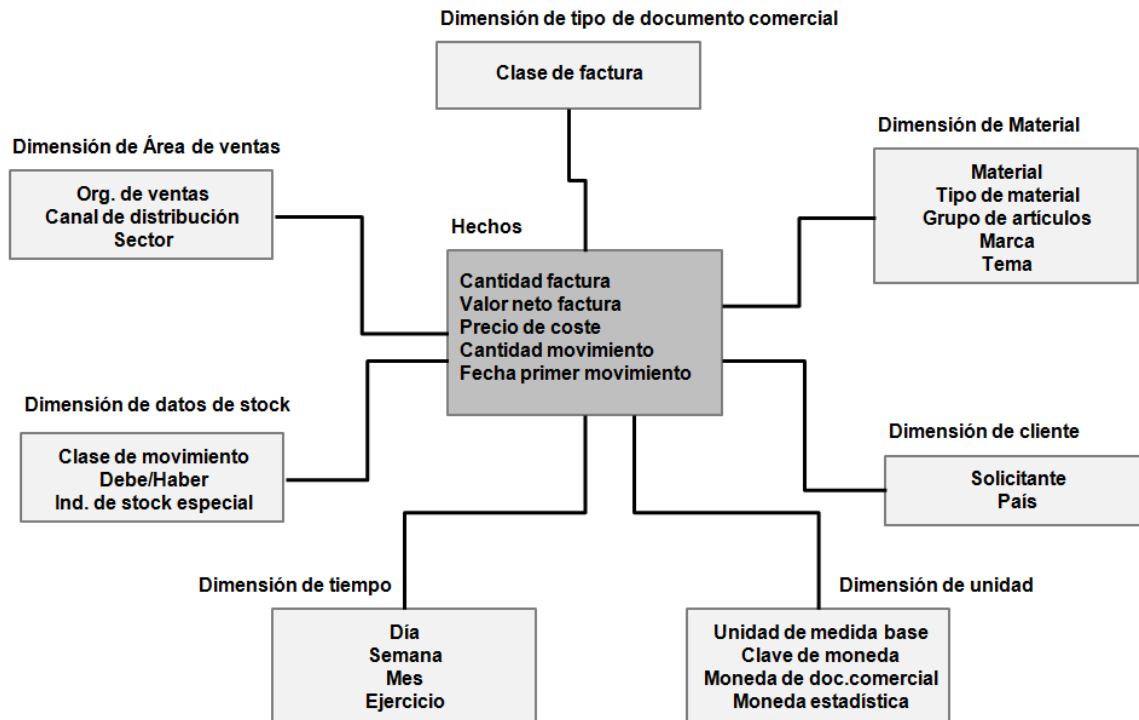 Dimensión de tipo de documento comercial
Clase de factura
Dimensión de Área de ventas
Org. de ventas
Canal de distribución
Sector
Dimensión de Material
Material
Tipo de material
Grupo de artículos
Marca
Tema
Hechos
Cantidad factura
Valor neto factura
Precio de coste
Cantidad movimiento
Fecha primer movimiento
Dimensión de datos de stock
Clase de movimiento
Debe/Haber
Ind. de stock especial
Dimensión de cliente
Solicitante
País
Dimensión de tiempo
Día
Semana
Mes
Ejercicio
Dimensión de unidad
Unidad de medida base
Clave de moneda
Moneda de doc.comercial
Moneda estadística